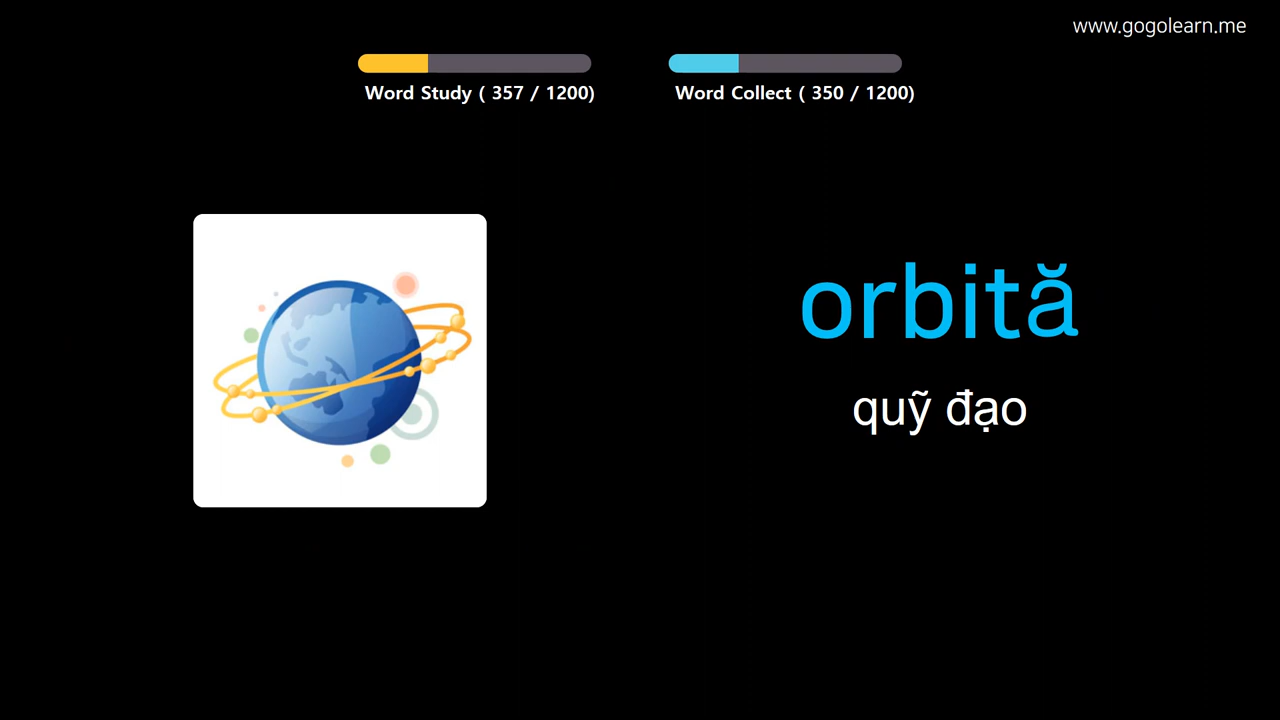 www.gogolearn.me
Word Study ( 357 / 1200)
Word Collect ( 350 / 1200)
orbită
quỹ đạo